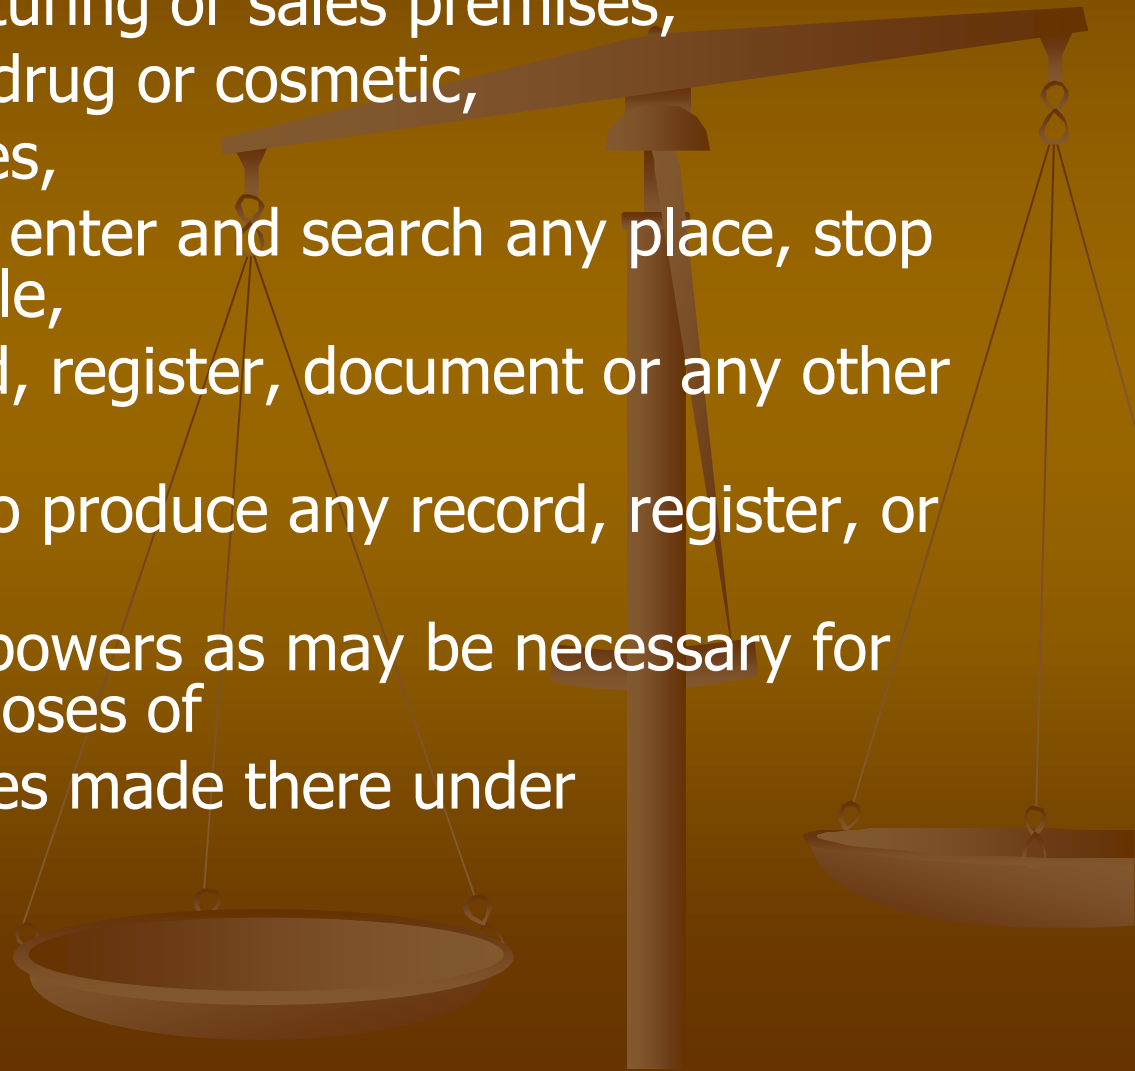 turing or sales premises,
drug or cosmetic,
es,
enter and search any place, stop
le,
d, register, document or any other
o produce any record, register, or
powers as may be necessary for
oses of
es made there under